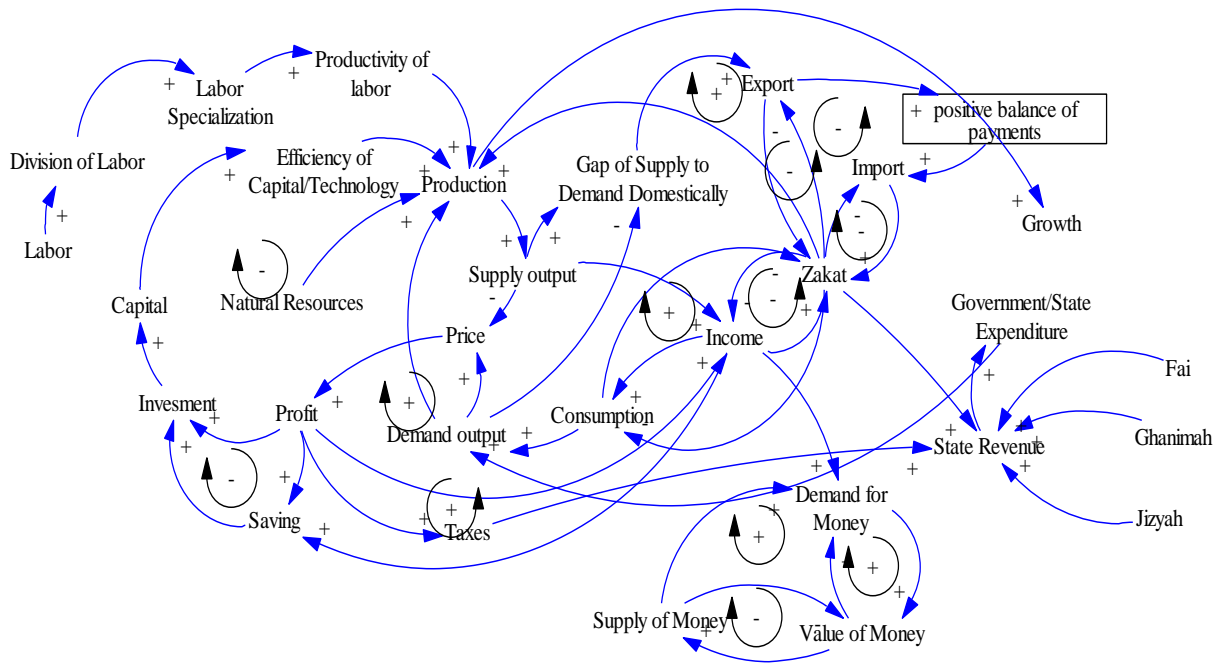 Productivity of
labor
Labor
Specialization
Export
+ positive balance of
payments
Division of Labor
Efficiency of
Capital/Technology
Production
Gap of Supply to
Demand Domestically
Import
Growth
Labor
Supply output
Zakat
Natural Resources
Capital
Government/State
Expenditure
Price
Income
Fai
Invesment
Profit
Demand output
Consumption
State Revenue
Ghanimah
Saving
Taxes
Demand for
Money
Jizyah
Supply of Money
Value of Money